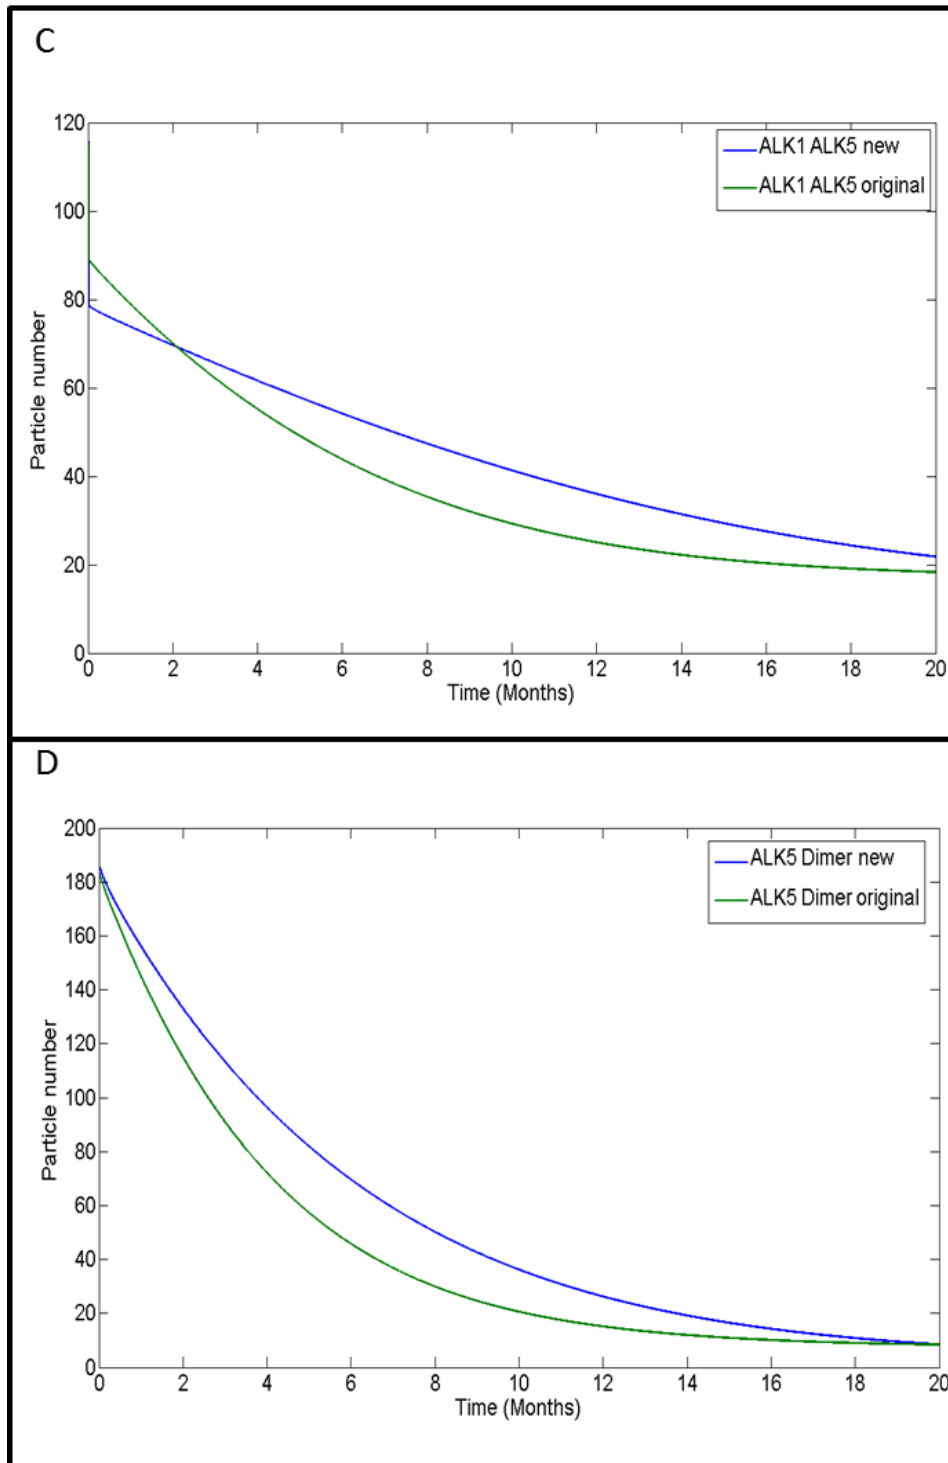 C
120
100
80
60
40
20
0
Particle number
ALK1 ALK5 new
ALK1 ALK5 original
0 2 4 6 8 10 12 14 16 18 20
Time (Months)
D
200
180
160
140
120
100
80
60
40
20
0
Particle number
ALK5 Dimer new
ALK5 Dimer original
0 2 4 6 8 10 12 14 16 18 20
Time (Months)